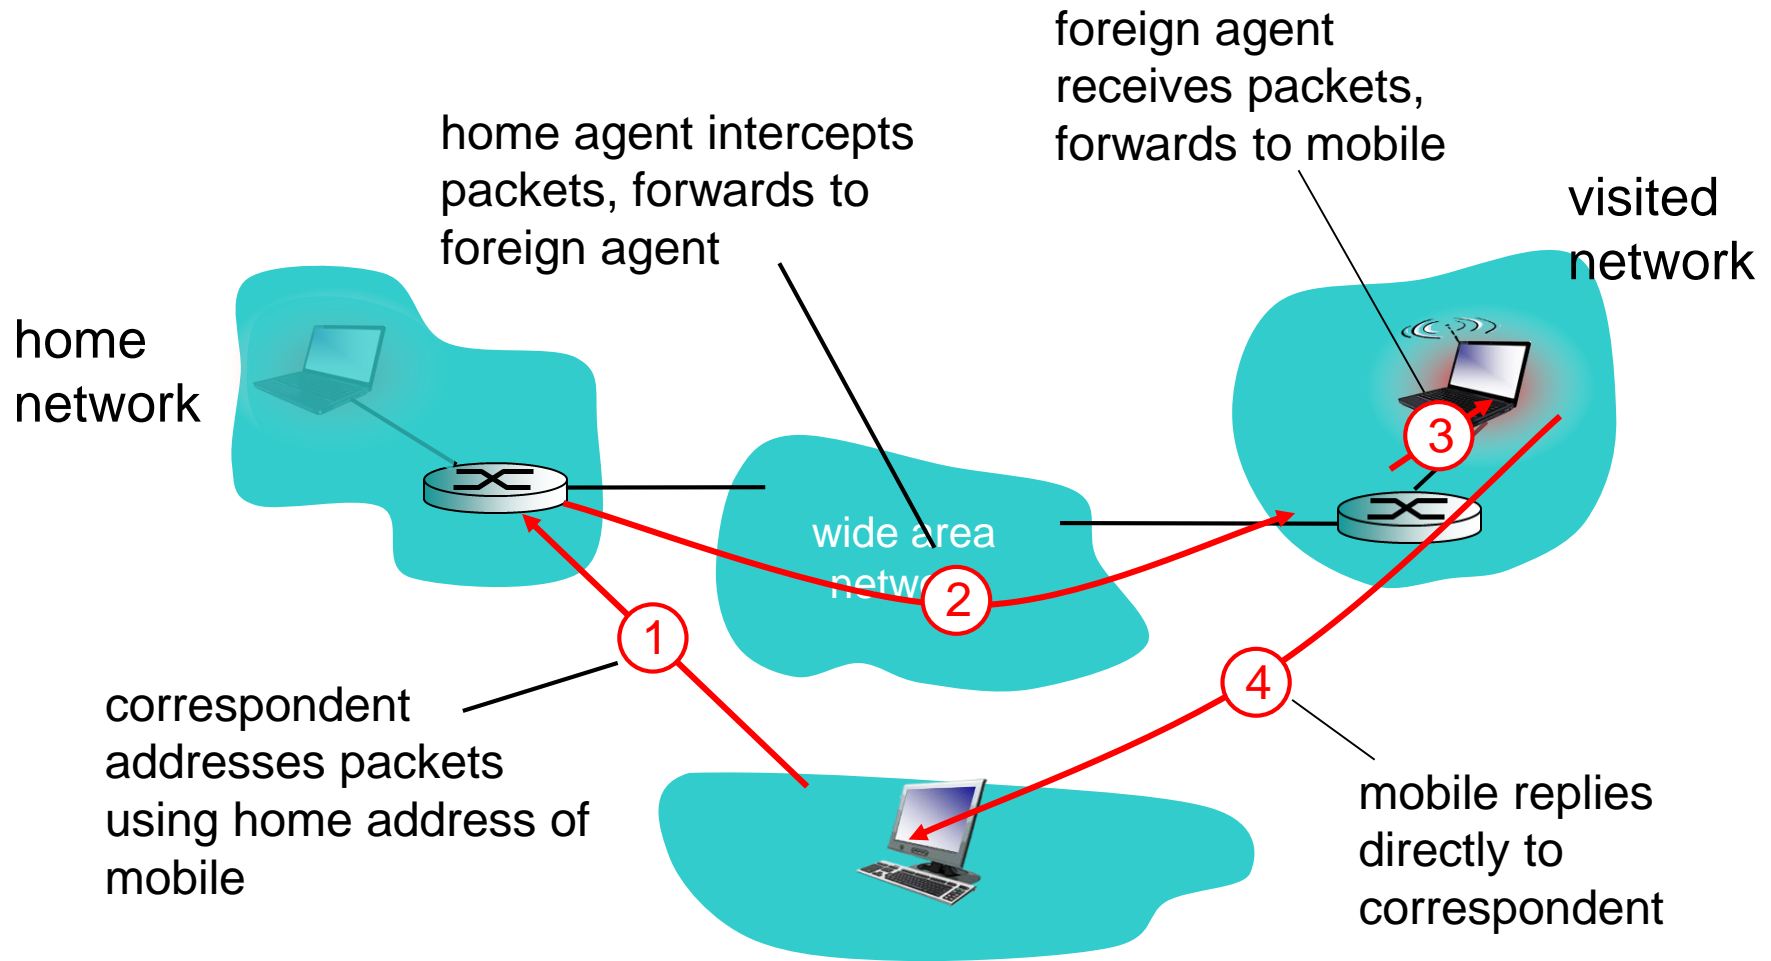 foreign agent
receives packets,
forwards to mobile
home agent intercepts
packets, forwards to
foreign agent
visited
network
home
network
3
wide area
network
2
1
4
correspondent
addresses packets
using home address of
mobile
mobile replies
directly to
correspondent